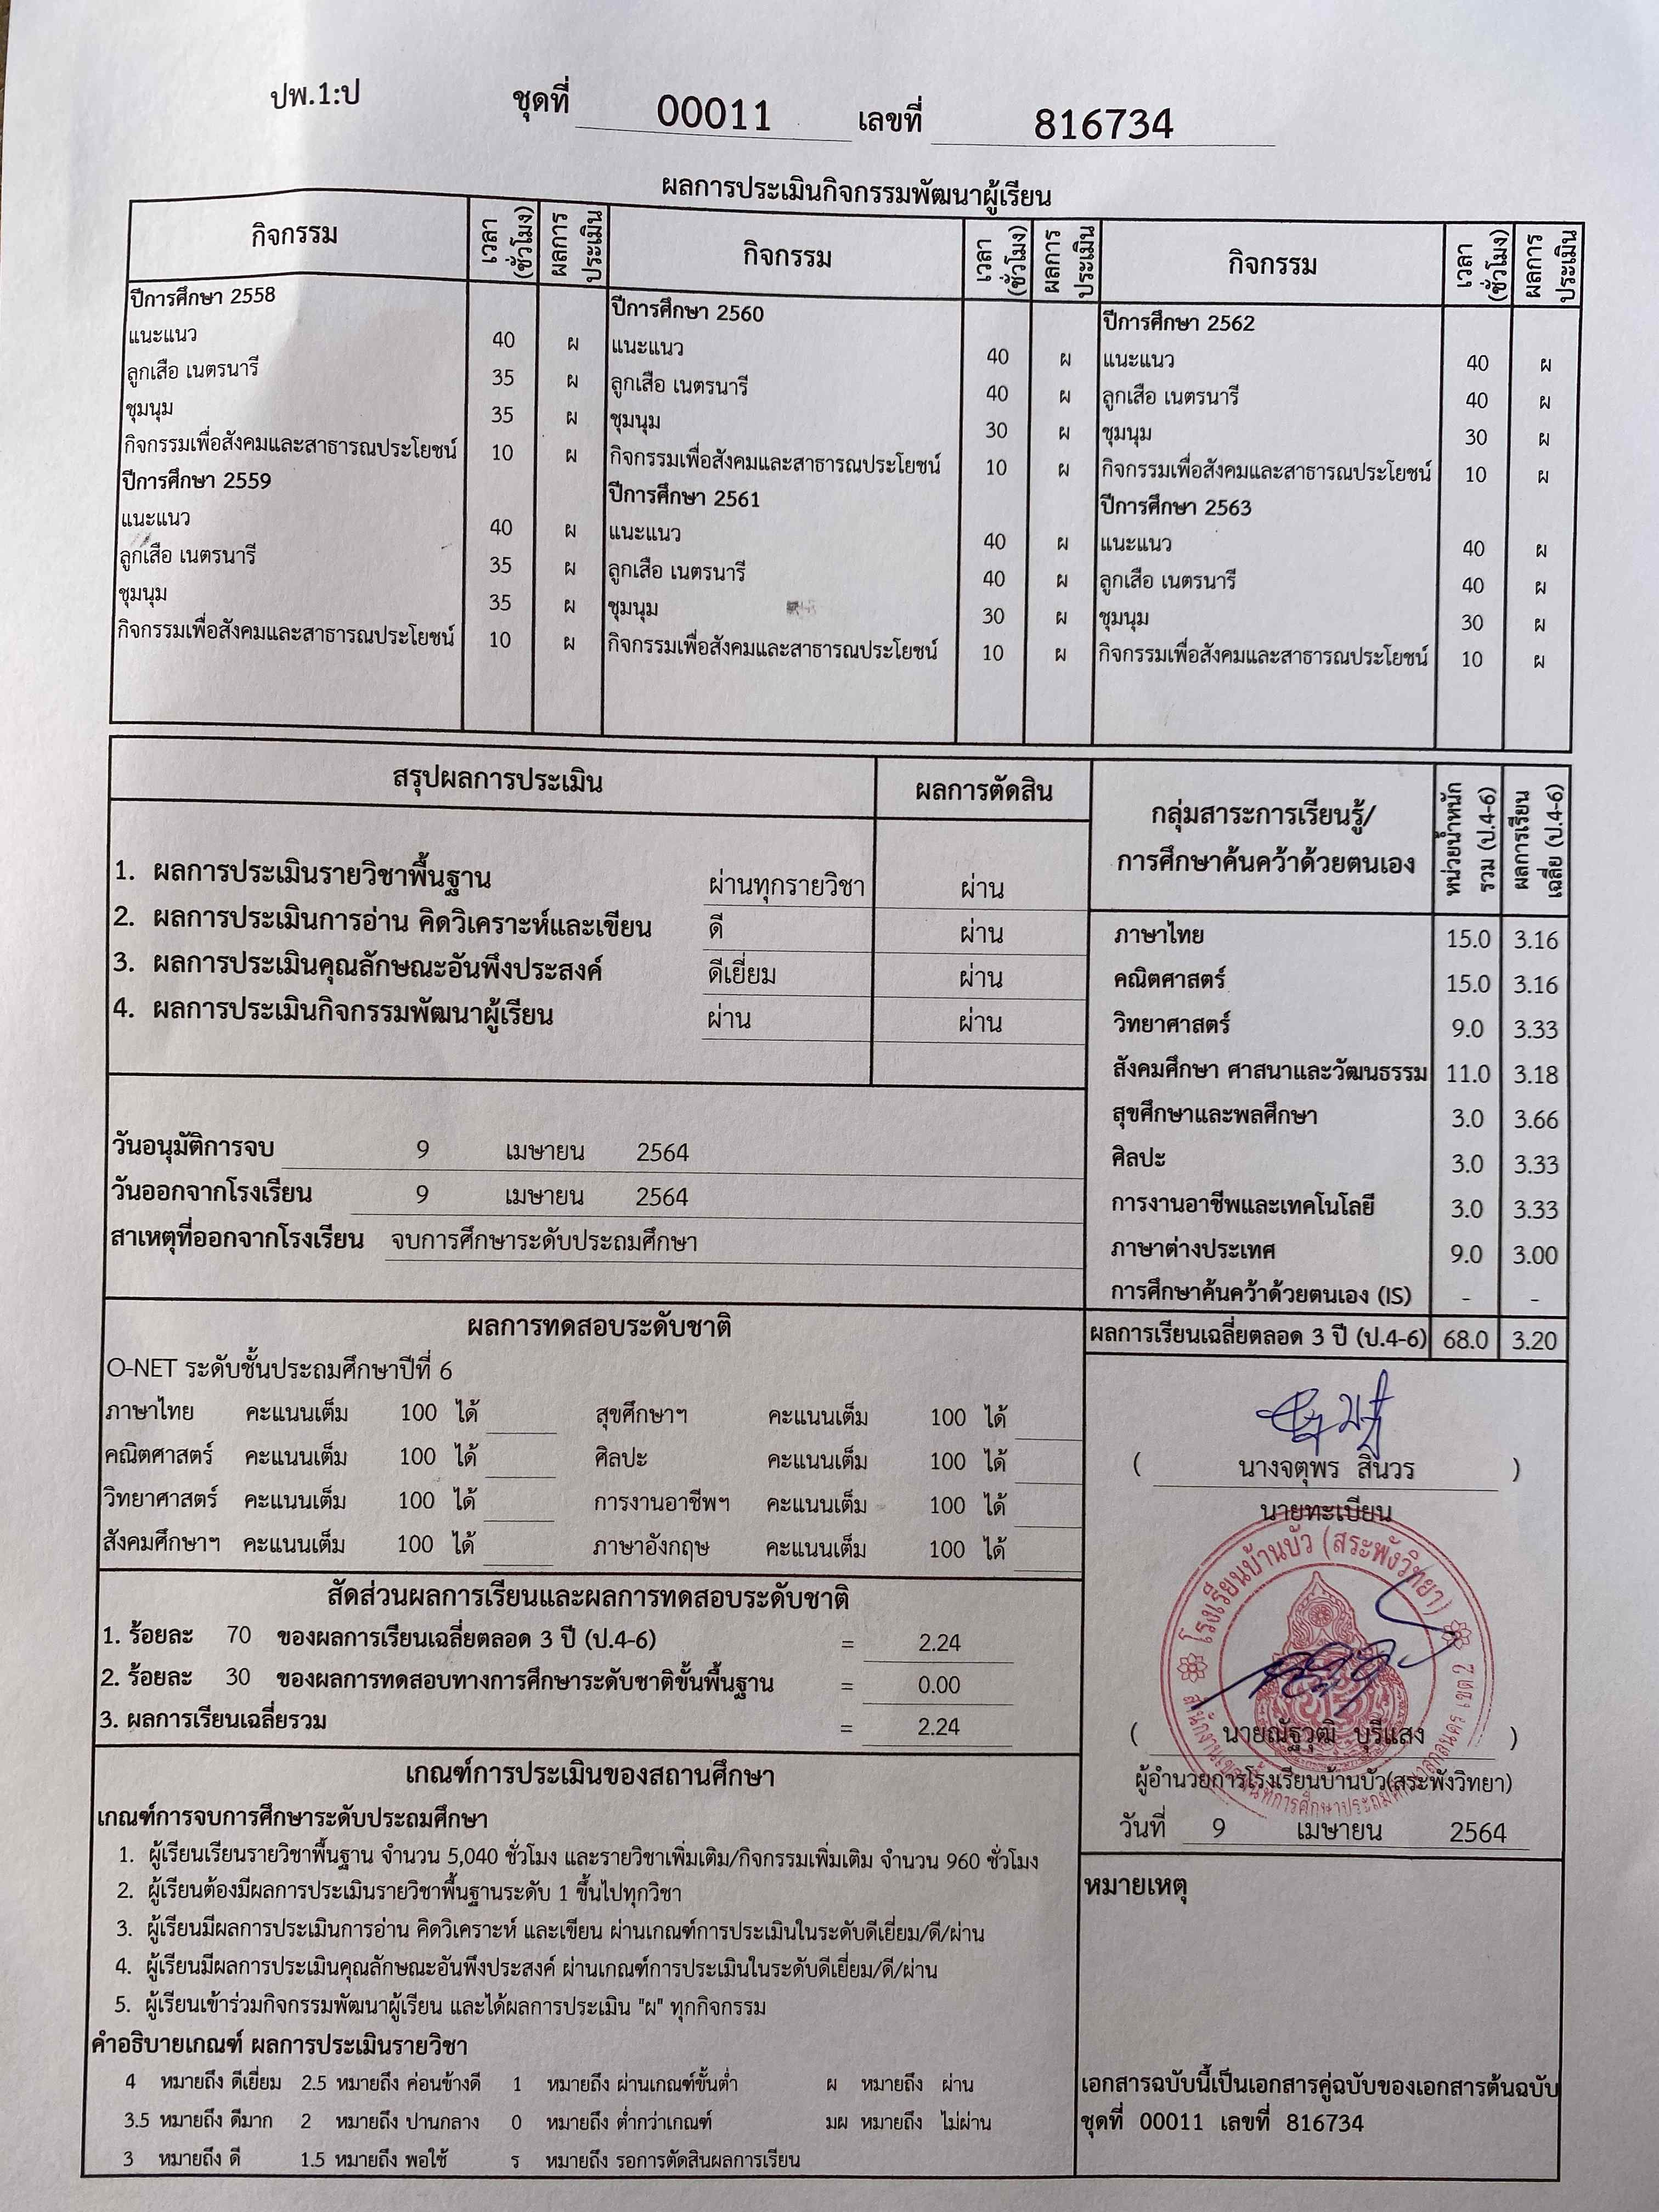 ปพ.1:ป ชุดที่ 00011 เลขที่ 816734
ผลการประเมินกิจกรรมพัฒนาผู้เรียน
กิจกรรม เวลา (ชั่วโมง) ผลการ ประเมิน กิจกรรม เวลา (ชั่วโมง) ผลการ ประเมิน กิจกรรม เวลา (ชั่วโมง) ผลการ ประเมิน
ปีการศึกษา 2558
แนะแนว 40 ผ
ลูกเสือ เนตรนารี 35 ผ
ชุมนุม 35 ผ
กิจกรรมเพื่อสังคมและสาธารณประโยชน์ 10 ผ
ปีการศึกษา 2559
แนะแนว 40 ผ
ลูกเสือ เนตรนารี 35 ผ
ชุมนุม 35 ผ
กิจกรรมเพื่อสังคมและสาธารณประโยชน์ 10 ผ
ปีการศึกษา 2560
แนะแนว 40 ผ
ลูกเสือ เนตรนารี 40 ผ
ชุมนุม 30 ผ
กิจกรรมเพื่อสังคมและสาธารณประโยชน์ 10 ผ
ปีการศึกษา 2561
แนะแนว 40 ผ
ลูกเสือ เนตรนารี 40 ผ
ชุมนุม 30 ผ
กิจกรรมเพื่อสังคมและสาธารณประโยชน์ 10 ผ
ปีการศึกษา 2562
แนะแนว 40 ผ
ลูกเสือ เนตรนารี 40 ผ
ชุมนุม 30 ผ
กิจกรรมเพื่อสังคมและสาธารณประโยชน์ 10 ผ
ปีการศึกษา 2563
แนะแนว 40 ผ
ลูกเสือ เนตรนารี 40 ผ
ชุมนุม 30 ผ
กิจกรรมเพื่อสังคมและสาธารณประโยชน์ 10 ผ
สรุปผลการประเมิน ผลการตัดสิน
1. ผลการประเมินรายวิชาพื้นฐาน ผ่านทุกรายวิชา ผ่าน
2. ผลการประเมินการอ่าน คิดวิเคราะห์และเขียน ดี ผ่าน
3. ผลการประเมินคุณลักษณะอันพึงประสงค์ ดีเยี่ยม ผ่าน
4. ผลการประเมินกิจกรรมพัฒนาผู้เรียน ผ่าน ผ่าน
วันอนุมัติการจบ 9 เมษายน 2564
วันออกจากโรงเรียน 9 เมษายน 2564
สาเหตุที่ออกจากโรงเรียน จบการศึกษาระดับประถมศึกษา
ผลการทดสอบระดับชาติ
O-NET ระดับชั้นประถมศึกษาปีที่ 6
ภาษาไทย คะแนนเต็ม 100 ได้ สุขศึกษาฯ คะแนนเต็ม 100 ได้
คณิตศาสตร์ คะแนนเต็ม 100 ได้ ศิลปะ คะแนนเต็ม 100 ได้
วิทยาศาสตร์ คะแนนเต็ม 100 ได้ การงานอาชีพฯ คะแนนเต็ม 100 ได้
สังคมศึกษาฯ คะแนนเต็ม 100 ได้ ภาษาอังกฤษ คะแนนเต็ม 100 ได้
สัดส่วนผลการเรียนและผลการทดสอบระดับชาติ
1. ร้อยละ 70 ของผลการเรียนเฉลี่ยตลอด 3 ปี (ป.4-6) = 2.24
2. ร้อยละ 30 ของผลการทดสอบทางการศึกษาระดับชาติขั้นพื้นฐาน = 0.00
3. ผลการเรียนเฉลี่ยรวม = 2.24
เกณฑ์การประเมินของสถานศึกษา
เกณฑ์การจบการศึกษาระดับประถมศึกษา
1. ผู้เรียนเรียนรายวิชาพื้นฐาน จำนวน 5,040 ชั่วโมง และรายวิชาเพิ่มเติม/กิจกรรมเพิ่มเติม จำนวน 960 ชั่วโมง
2. ผู้เรียนต้องมีผลการประเมินรายวิชาพื้นฐานระดับ 1 ขึ้นไปทุกวิชา
3. ผู้เรียนมีผลการประเมินการอ่าน คิดวิเคราะห์ และเขียน ผ่านเกณฑ์การประเมินในระดับดีเยี่ยม/ดี/ผ่าน
4. ผู้เรียนมีผลการประเมินคุณลักษณะอันพึงประสงค์ ผ่านเกณฑ์การประเมินในระดับดีเยี่ยม/ดี/ผ่าน
5. ผู้เรียนเข้าร่วมกิจกรรมพัฒนาผู้เรียน และได้ผลการประเมิน "ผ" ทุกกิจกรรม
คำอธิบายเกณฑ์ ผลการประเมินรายวิชา
4 หมายถึง ดีเยี่ยม 2.5 หมายถึง ค่อนข้างดี 1 หมายถึง ผ่านเกณฑ์ขั้นต่ำ ผ หมายถึง ผ่าน
3.5 หมายถึง ดีมาก 2 หมายถึง ปานกลาง 0 หมายถึง ต่ำกว่าเกณฑ์ มผ หมายถึง ไม่ผ่าน
3 หมายถึง ดี 1.5 หมายถึง พอใช้ ร หมายถึง รอการตัดสินผลการเรียน
กลุ่มสาระการเรียนรู้/ การศึกษาค้นคว้าด้วยตนเอง หน่วยน้ำหนัก รวม (ป.4-6) ผลการเรียน เฉลี่ย (ป.4-6)
ภาษาไทย 15.0 3.16
คณิตศาสตร์ 15.0 3.16
วิทยาศาสตร์ 9.0 3.33
สังคมศึกษา ศาสนาและวัฒนธรรม 11.0 3.18
สุขศึกษาและพลศึกษา 3.0 3.66
ศิลปะ 3.0 3.33
การงานอาชีพและเทคโนโลยี 3.0 3.33
ภาษาต่างประเทศ 9.0 3.00
การศึกษาค้นคว้าด้วยตนเอง (IS) - -
ผลการเรียนเฉลี่ยตลอด 3 ปี (ป.4-6) 68.0 3.20
( นางจตุพร สินวร )
นายทะเบียน
โรงเรียนบ้านบัว (สระพังวิทยา)
( นายณัฐวุฒิ บุรีแสง )
ผู้อำนวยการโรงเรียนบ้านบัว(สระพังวิทยา)
วันที่ 9 เมษายน 2564
หมายเหตุ
เอกสารฉบับนี้เป็นเอกสารคู่ฉบับของเอกสารต้นฉบับ
ชุดที่ 00011 เลขที่ 816734